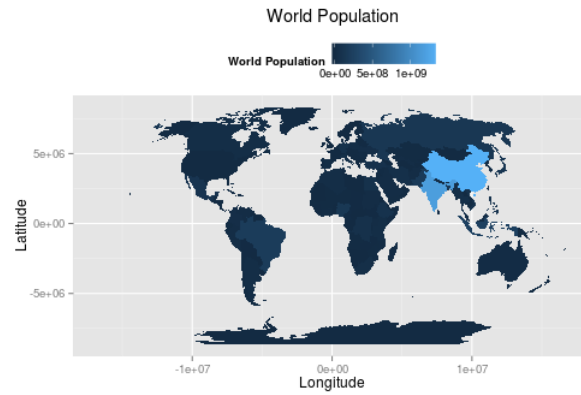 World Population
World Population
0e+00 5e+08 1e+09
5e+06
0e+00
-5e+06
Latitude
-1e+07 0e+00 1e+07
Longitude